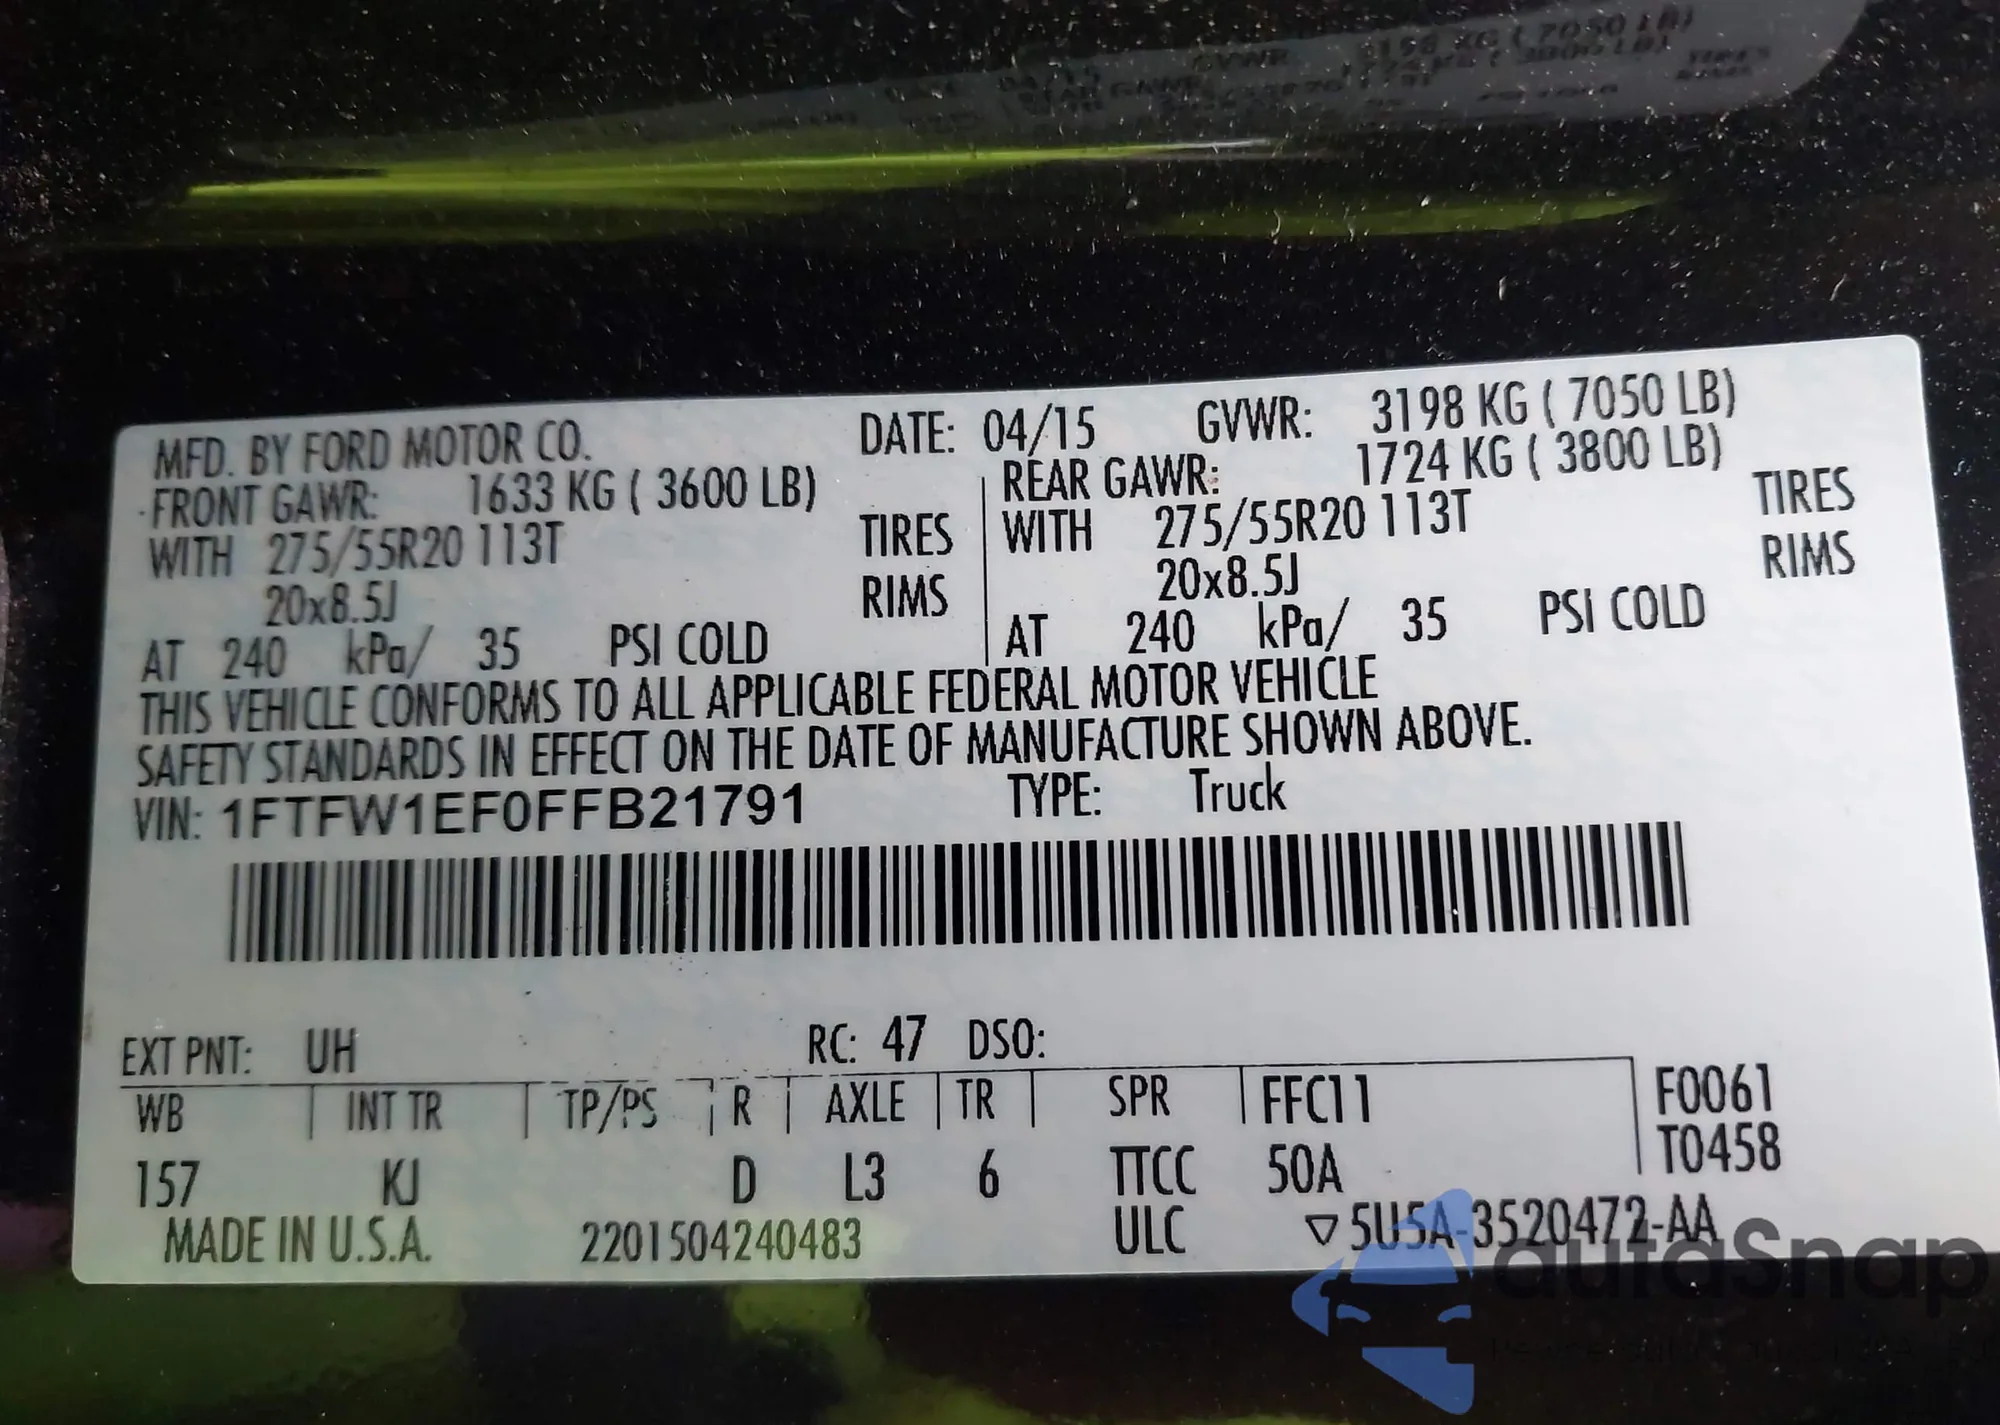 MFD. BY FORD MOTOR CO. DATE: 04/15 GVWR: 3198 KG ( 7050 LB)
FRONT GAWR: 1633 KG ( 3600 LB) REAR GAWR: 1724 KG ( 3800 LB)
WITH 275/55R20 113T TIRES WITH 275/55R20 113T TIRES
20x8.5J RIMS 20x8.5J RIMS
AT 240 kPa/ 35 PSI COLD AT 240 kPa/ 35 PSI COLD
THIS VEHICLE CONFORMS TO ALL APPLICABLE FEDERAL MOTOR VEHICLE
SAFETY STANDARDS IN EFFECT ON THE DATE OF MANUFACTURE SHOWN ABOVE.
VIN: 1FTFW1EF0FFB21791 TYPE: Truck
EXT PNT: UH RC: 47 DSO:
WB INT TR TP/PS R AXLE TR SPR FFC11 F0061
157 KJ D L3 6 TTCC 50A T0458
MADE IN U.S.A. 2201504240483 ULC ▽5U5A-3520472-AA
autoSnap